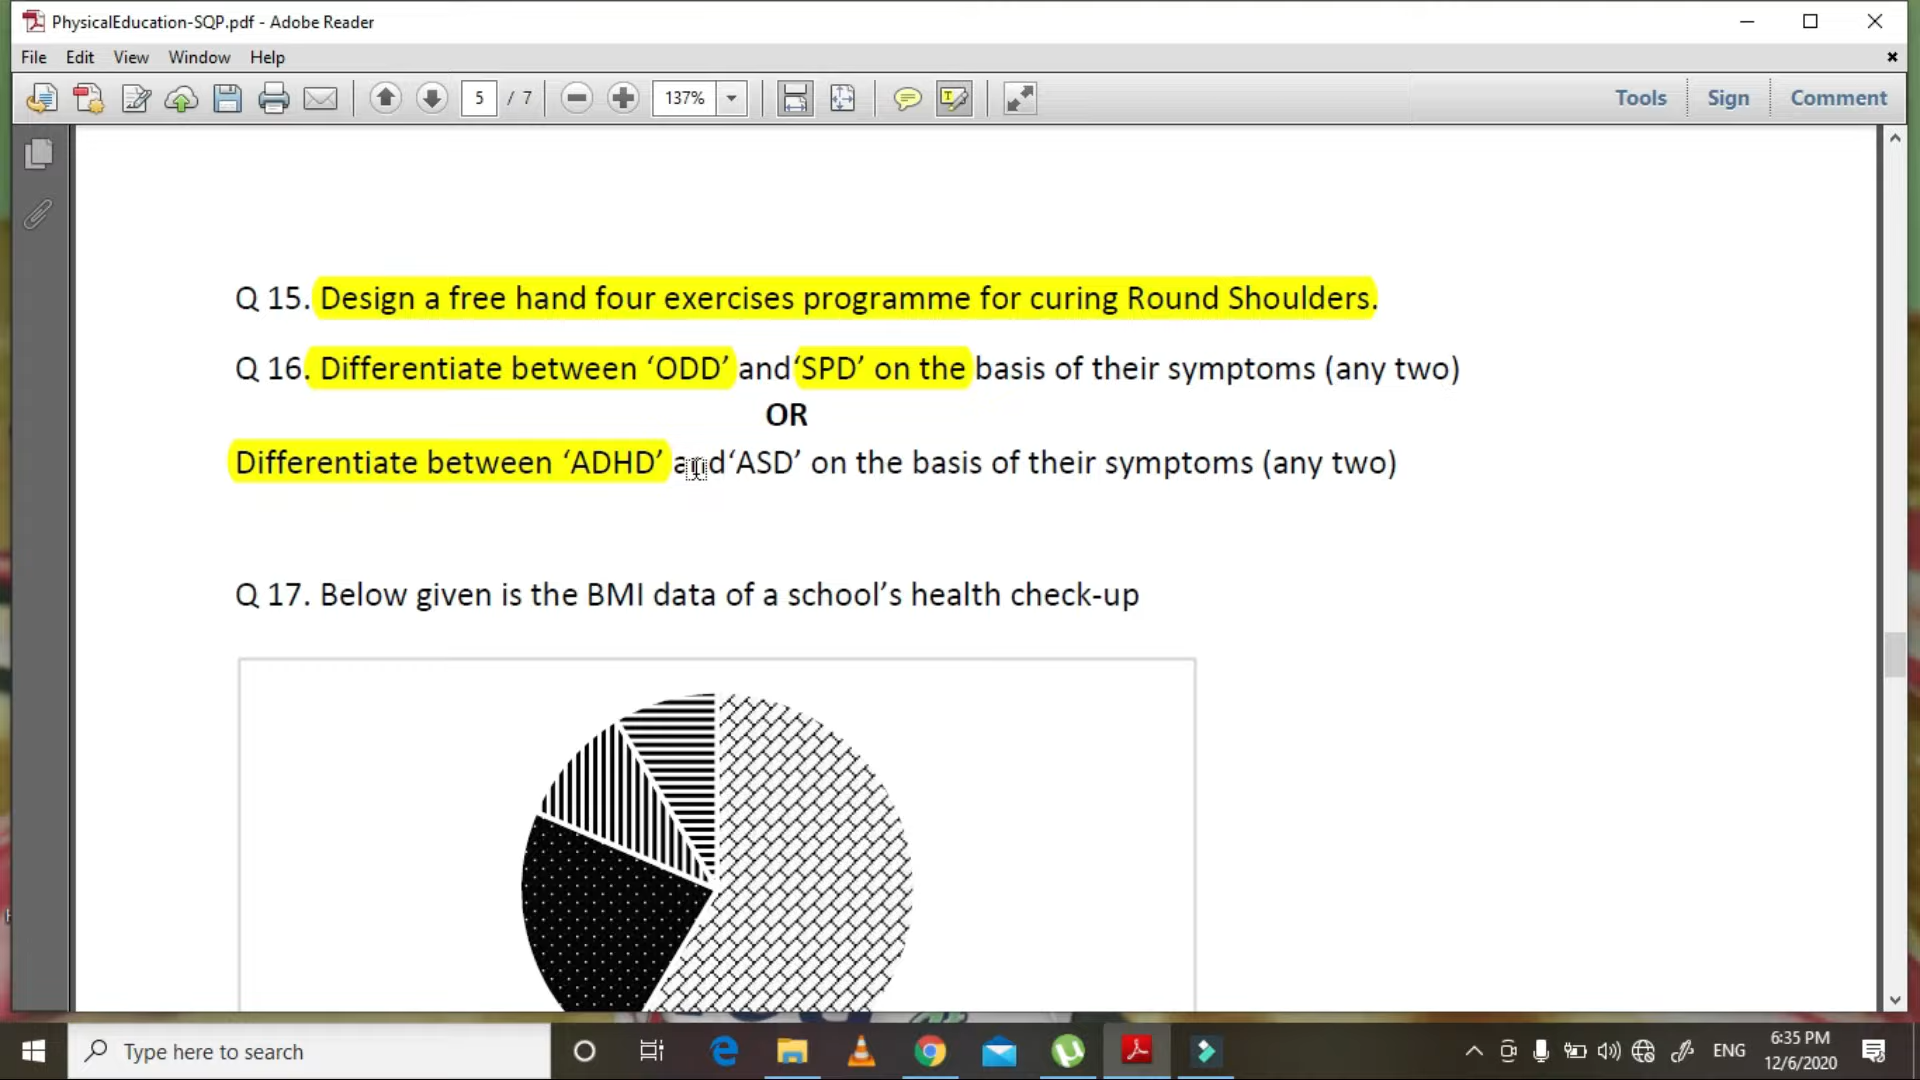 PhysicalEducation-SQP.pdf - Adobe Reader
File Edit View Window Help
5 / 7 137% Tools Sign Comment
Q 15. Design a free hand four exercises programme for curing Round Shoulders.
Q 16. Differentiate between ‘ODD’ and‘SPD’ on the basis of their symptoms (any two)
OR
Differentiate between ‘ADHD’ and‘ASD’ on the basis of their symptoms (any two)
Q 17. Below given is the BMI data of a school’s health check-up
Type here to search
ENG
6:35 PM
12/6/2020